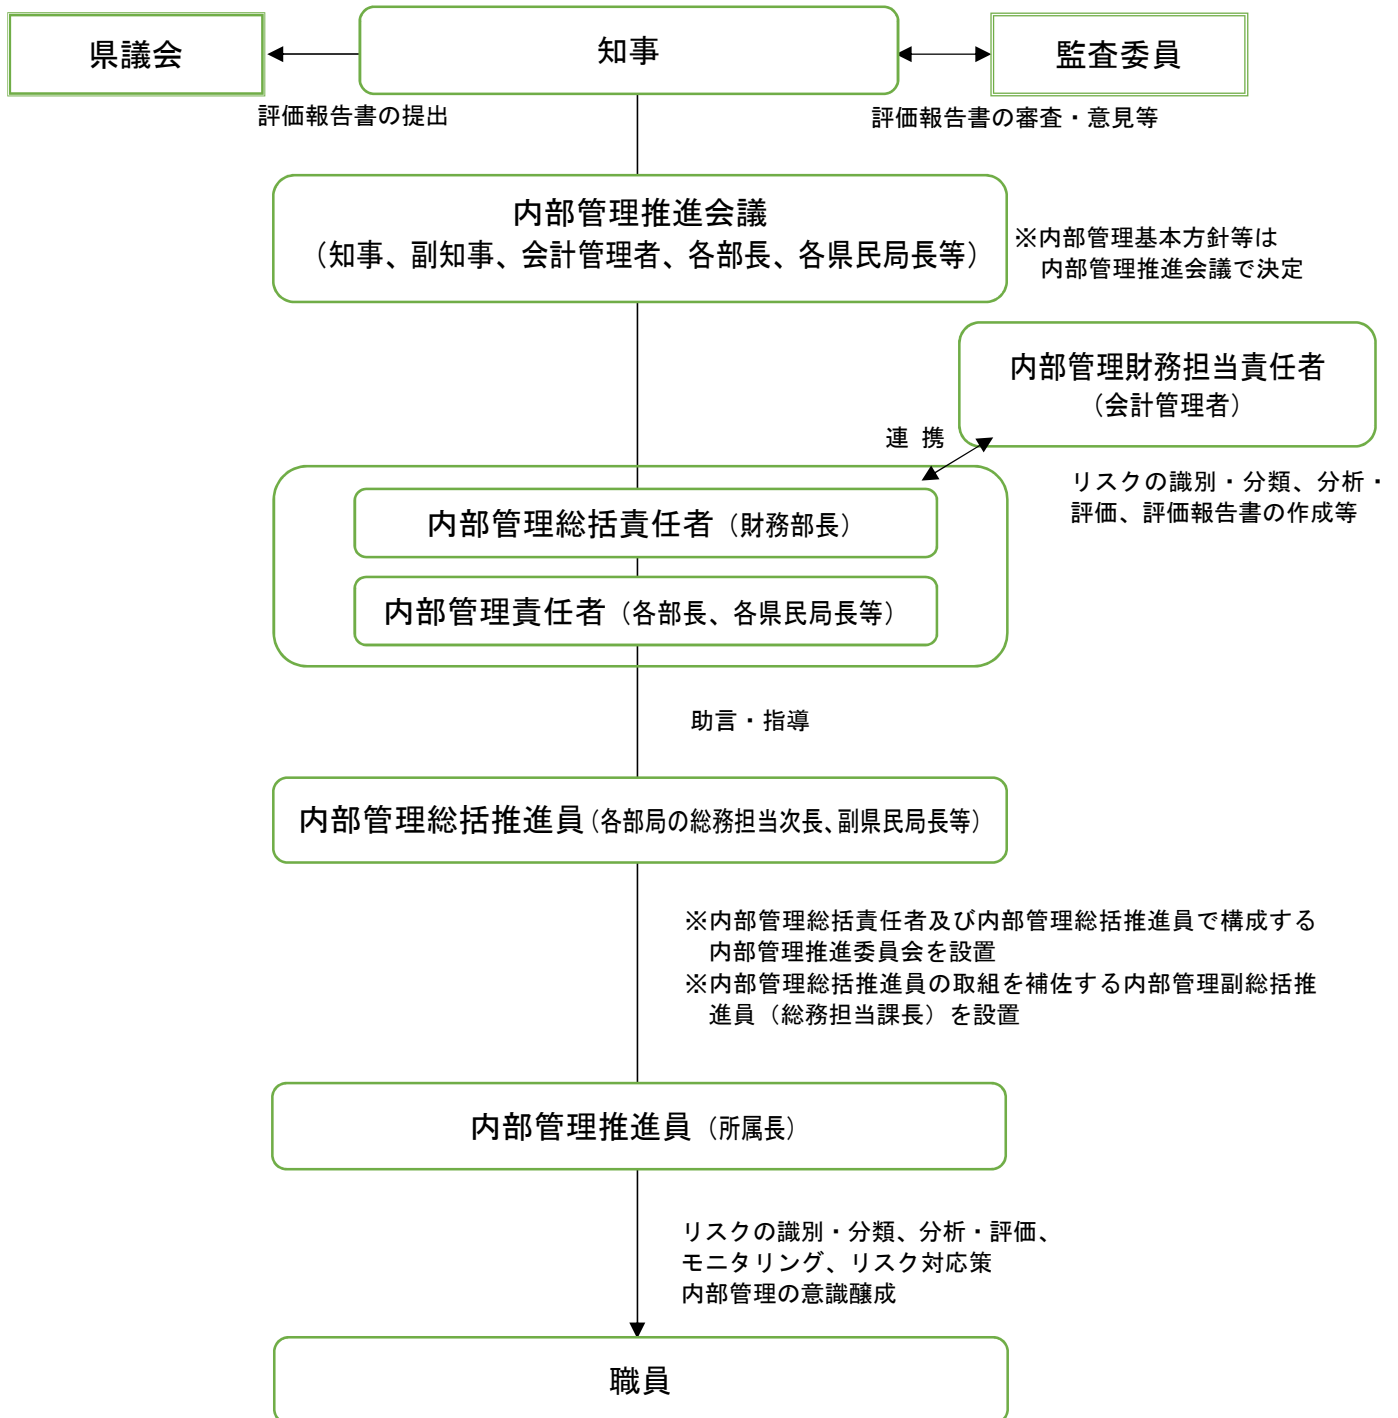 県議会
知事
監査委員
評価報告書の提出
評価報告書の審査・意見等
内部管理推進会議
（知事、副知事、会計管理者、各部長、各県民局長等）
※内部管理基本方針等は
内部管理推進会議で決定
内部管理財務担当責任者
（会計管理者）
連 携
リスクの識別・分類、分析・
評価、評価報告書の作成等
内部管理総括責任者（財務部長）
内部管理責任者（各部長、各県民局長等）
助言・指導
内部管理総括推進員（各部局の総務担当次長、副県民局長等）
※内部管理総括責任者及び内部管理総括推進員で構成する
内部管理推進委員会を設置
※内部管理総括推進員の取組を補佐する内部管理副総括推
進員（総務担当課長）を設置
内部管理推進員（所属長）
リスクの識別・分類、分析・評価、
モニタリング、リスク対応策
内部管理の意識醸成
職員